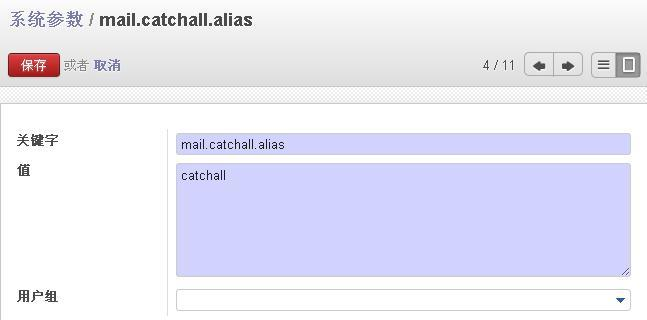 系统参数 / mail.catchall.alias
保存 或者 取消
4 / 11
关键字
mail.catchall.alias
值
catchall
用户组